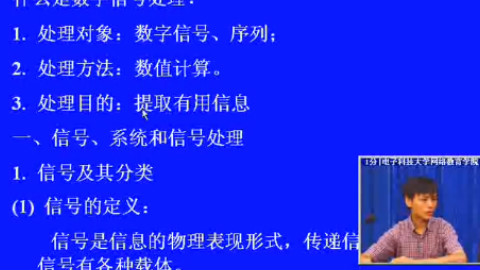 什么是数字信号处理?
1. 处理对象:数字信号、序列;
2. 处理方法:数值计算。
3. 处理目的:提取有用信息
一、信号、系统和信号处理
1. 信号及其分类
(1) 信号的定义:
信号是信息的物理表现形式,传递信
信号有各种载体。
电子科技大学网络教育学院